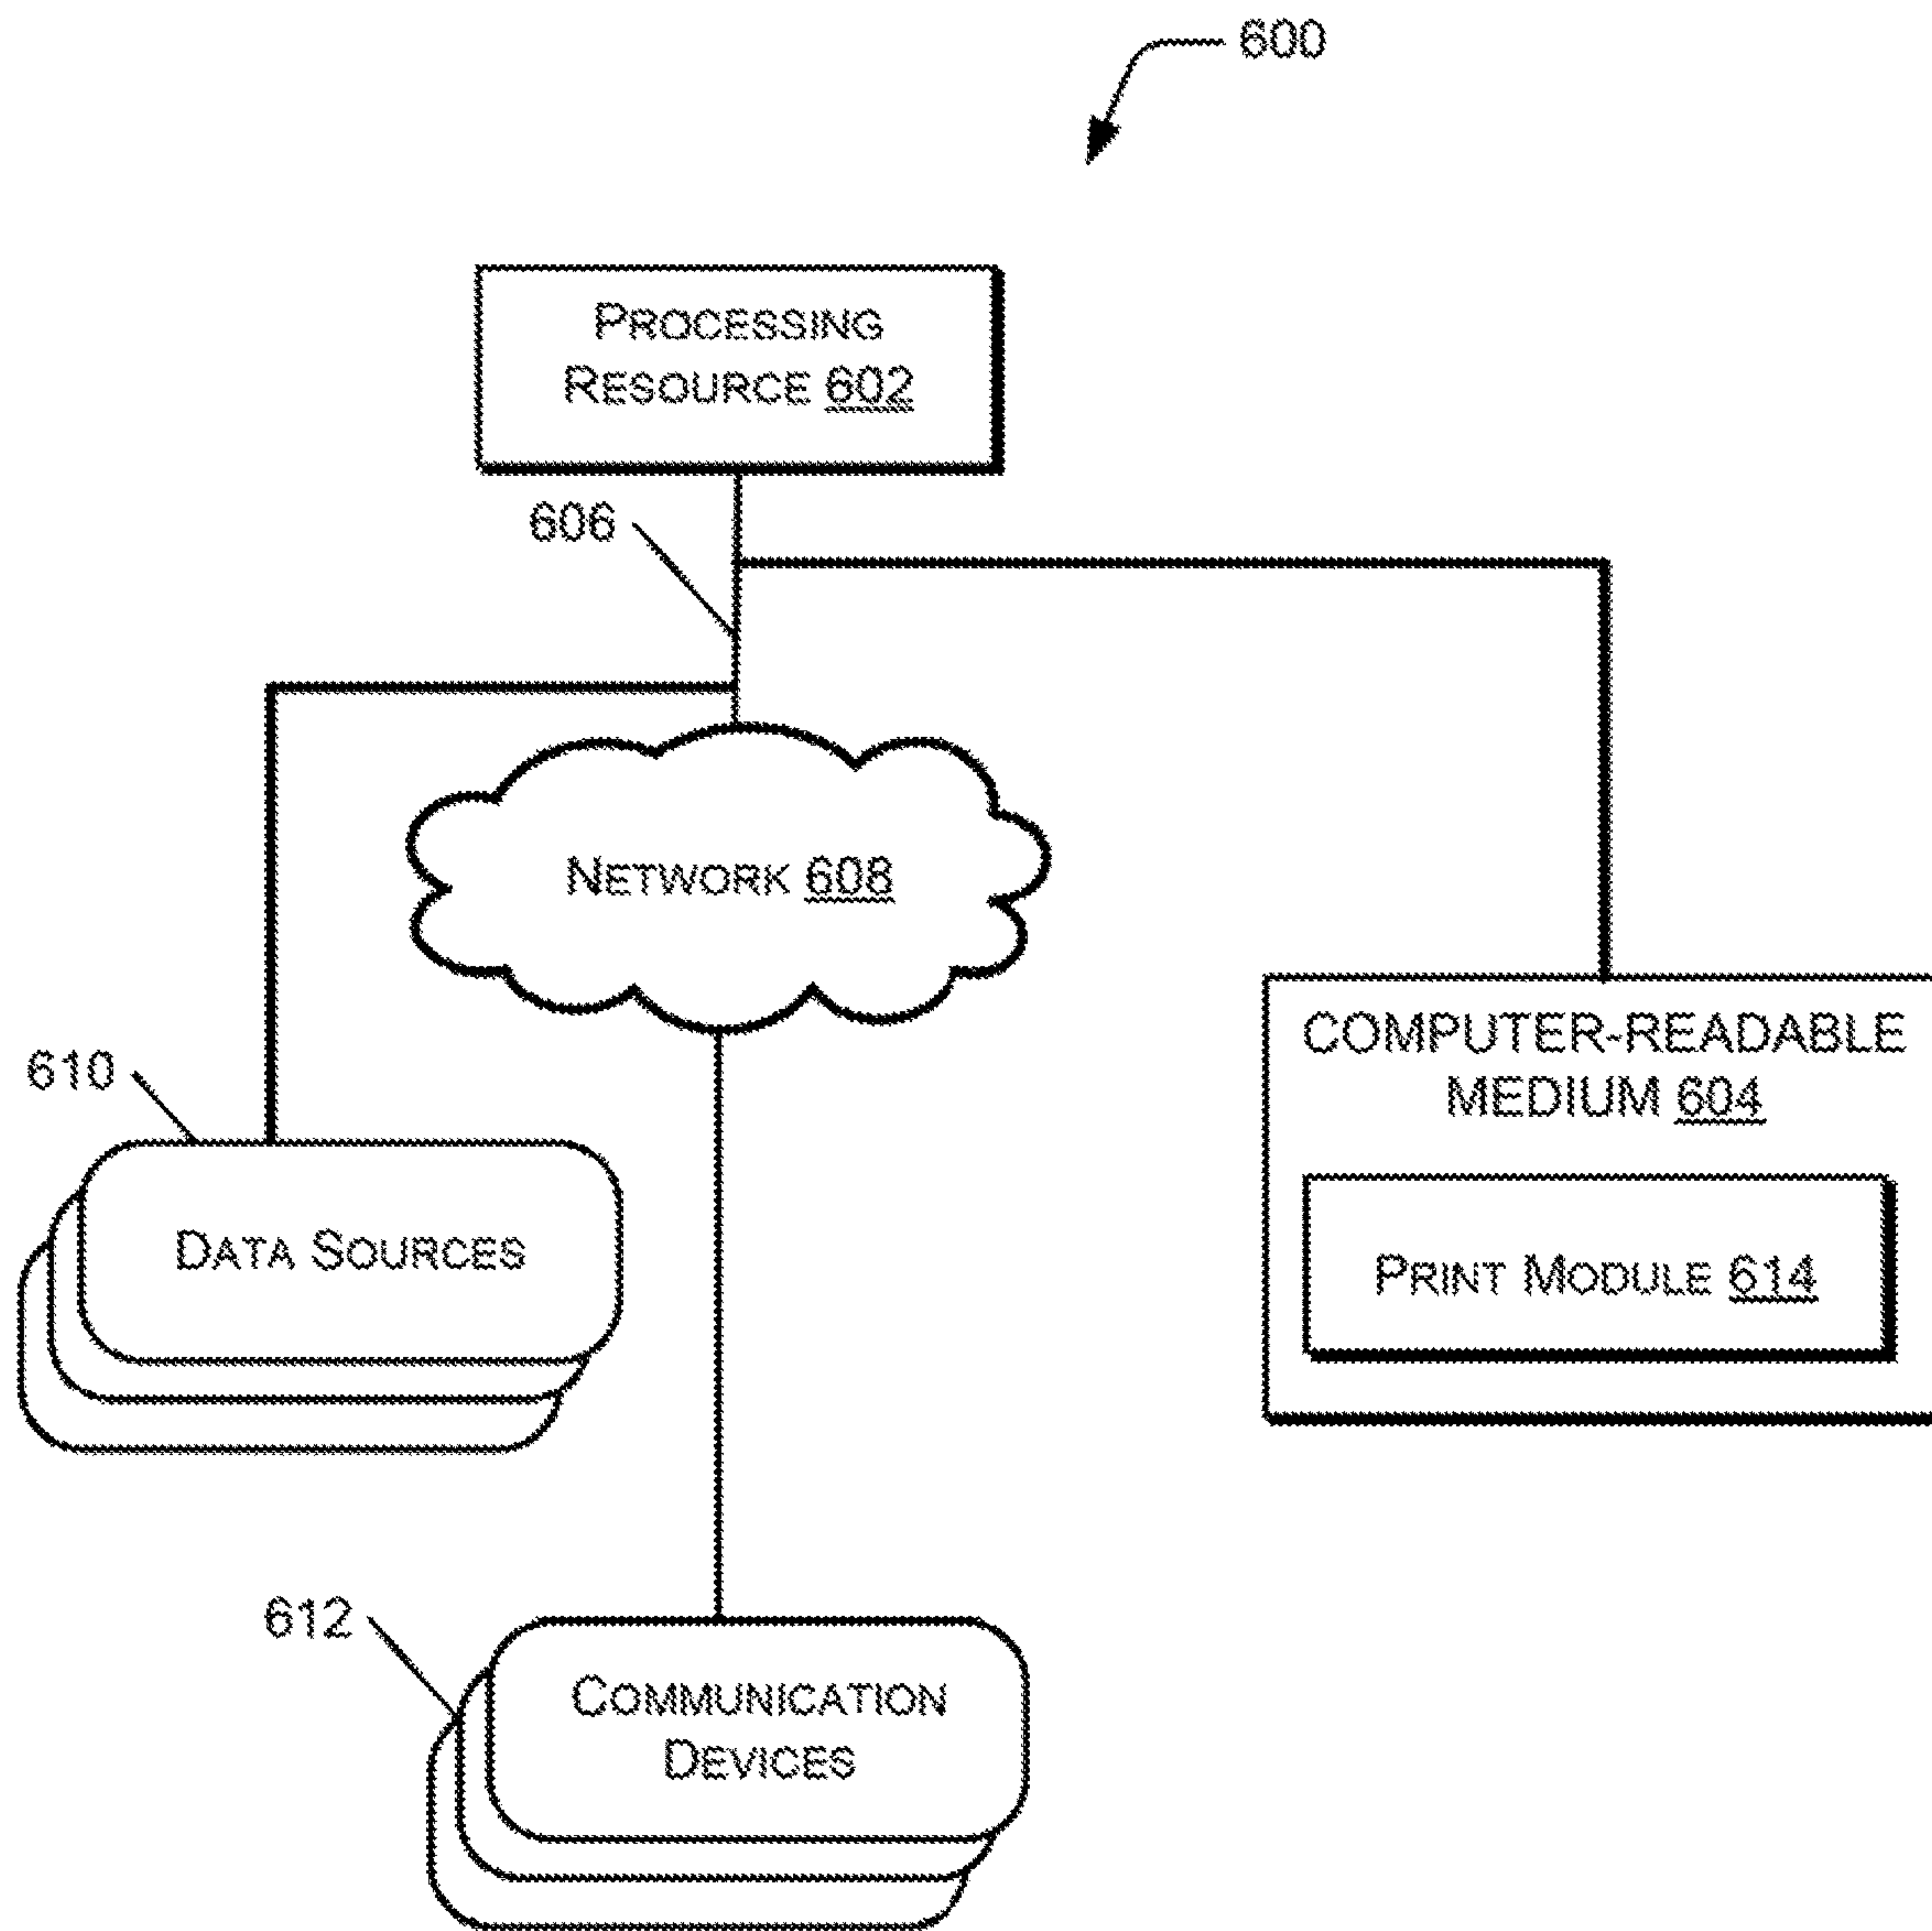 600
PROCESSING
RESOURCE 602
606
NETWORK 608
610
DATA SOURCES
COMPUTER-READABLE
MEDIUM 604
PRINT MODULE 614
612
COMMUNICATION
DEVICES